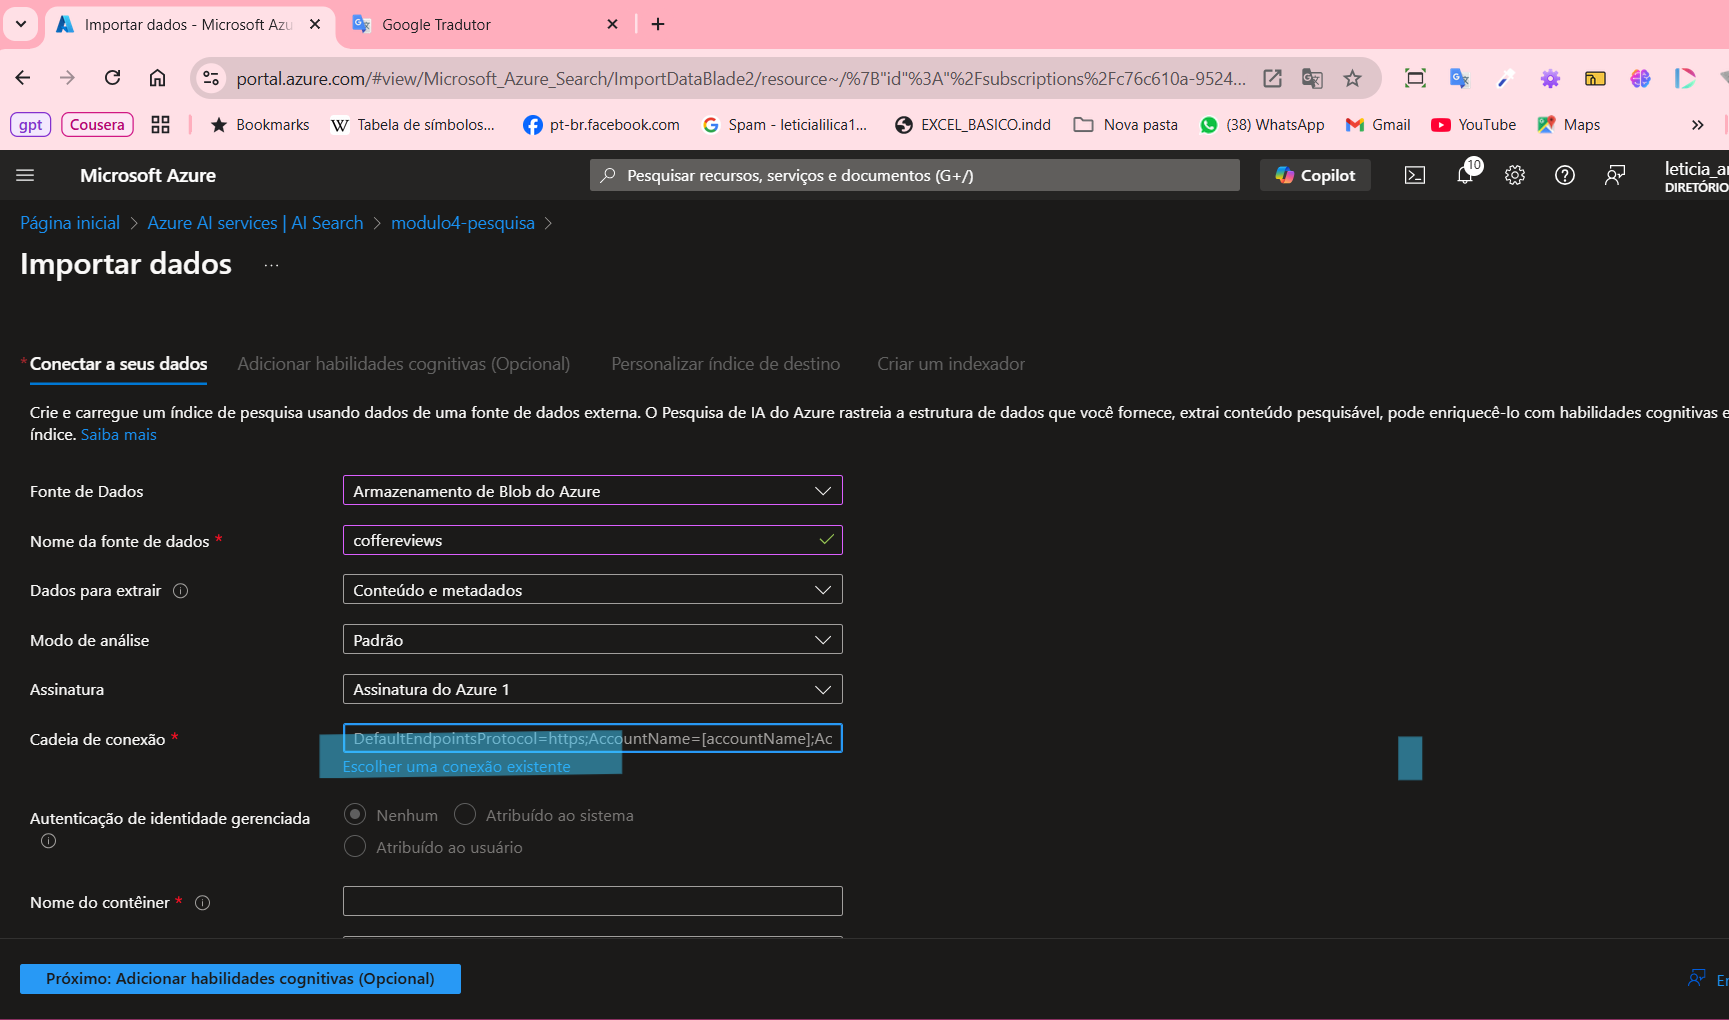 Importar dados - Microsoft Azu
Google Tradutor
portal.azure.com/#view/Microsoft_Azure_Search/ImportDataBlade2/resource~/%7B"id"%3A"%2Fsubscriptions%2Fc76c610a-9524...
gpt Cousera Bookmarks Tabela de símbolos... pt-br.facebook.com Spam - leticialilica1... EXCEL_BASICO.indd Nova pasta (38) WhatsApp Gmail YouTube Maps
Microsoft Azure
Pesquisar recursos, serviços e documentos (G+/)
Copilot
10
leticia_ar
DIRETÓRIO
Página inicial > Azure AI services | AI Search > modulo4-pesquisa >
Importar dados ...
* Conectar a seus dados Adicionar habilidades cognitivas (Opcional) Personalizar índice de destino Criar um indexador
Crie e carregue um índice de pesquisa usando dados de uma fonte de dados externa. O Pesquisa de IA do Azure rastreia a estrutura de dados que você fornece, extrai conteúdo pesquisável, pode enriquecê-lo com habilidades cognitivas e
índice. Saiba mais
Fonte de Dados Armazenamento de Blob do Azure
Nome da fonte de dados * coffereviews
Dados para extrair Conteúdo e metadados
Modo de análise Padrão
Assinatura Assinatura do Azure 1
Cadeia de conexão * DefaultEndpointsProtocol=https;AccountName=[accountName];Ac
Escolher uma conexão existente
Autenticação de identidade gerenciada Nenhum Atribuído ao sistema
Atribuído ao usuário
Nome do contêiner *
Próximo: Adicionar habilidades cognitivas (Opcional)